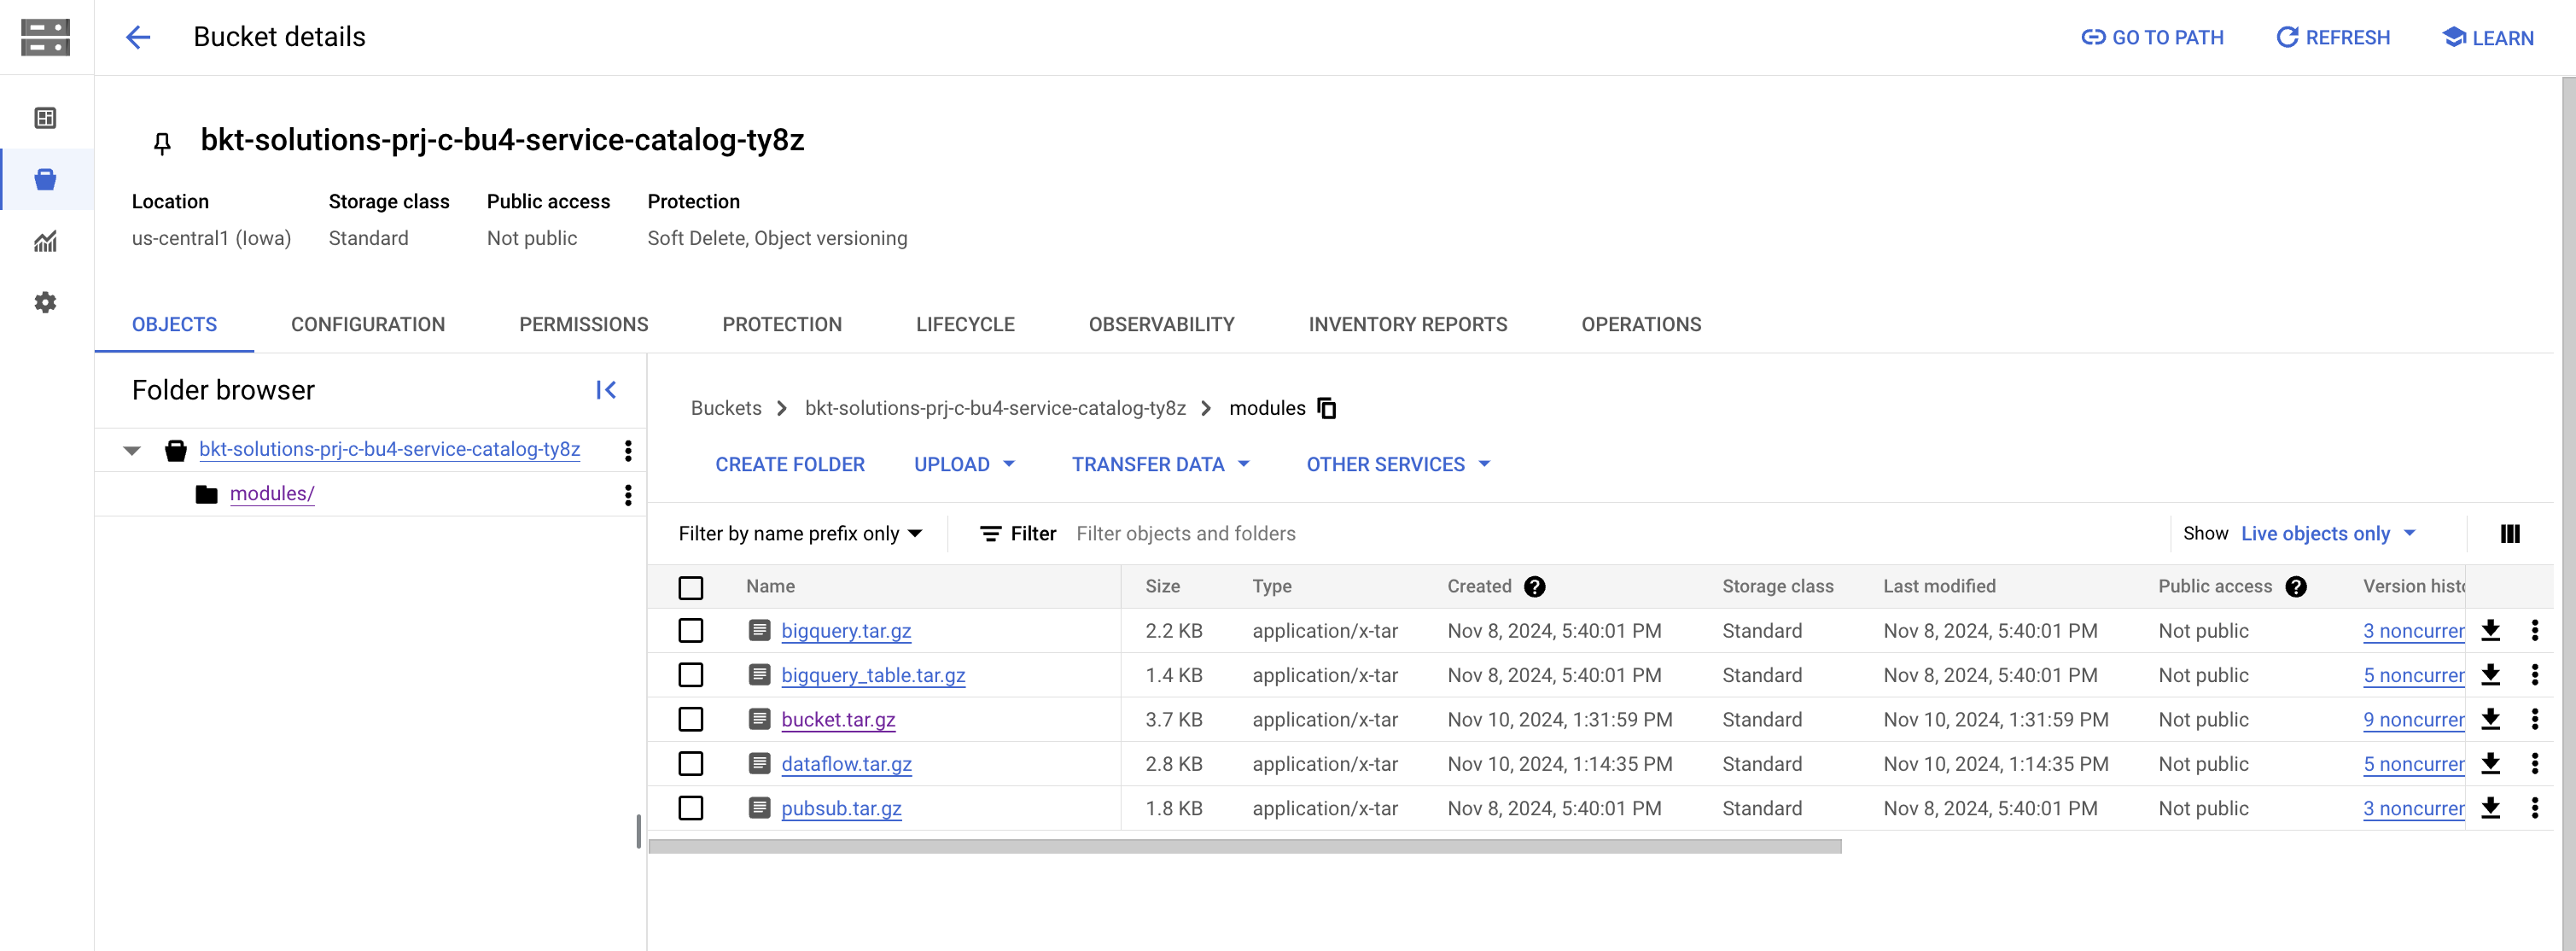 Bucket details
GO TO PATH
REFRESH
LEARN
bkt-solutions-prj-c-bu4-service-catalog-ty8z
Location Storage class Public access Protection
us-central1 (Iowa) Standard Not public Soft Delete, Object versioning
OBJECTS CONFIGURATION PERMISSIONS PROTECTION LIFECYCLE OBSERVABILITY INVENTORY REPORTS OPERATIONS
Folder browser
bkt-solutions-prj-c-bu4-service-catalog-ty8z
modules/
Buckets > bkt-solutions-prj-c-bu4-service-catalog-ty8z > modules
CREATE FOLDER UPLOAD TRANSFER DATA OTHER SERVICES
Filter by name prefix only Filter Filter objects and folders Show Live objects only
Name Size Type Created Storage class Last modified Public access Version histo
bigquery.tar.gz 2.2 KB application/x-tar Nov 8, 2024, 5:40:01 PM Standard Nov 8, 2024, 5:40:01 PM Not public 3 noncurrer
bigquery_table.tar.gz 1.4 KB application/x-tar Nov 8, 2024, 5:40:01 PM Standard Nov 8, 2024, 5:40:01 PM Not public 5 noncurrer
bucket.tar.gz 3.7 KB application/x-tar Nov 10, 2024, 1:31:59 PM Standard Nov 10, 2024, 1:31:59 PM Not public 9 noncurrer
dataflow.tar.gz 2.8 KB application/x-tar Nov 10, 2024, 1:14:35 PM Standard Nov 10, 2024, 1:14:35 PM Not public 5 noncurrer
pubsub.tar.gz 1.8 KB application/x-tar Nov 8, 2024, 5:40:01 PM Standard Nov 8, 2024, 5:40:01 PM Not public 3 noncurrer